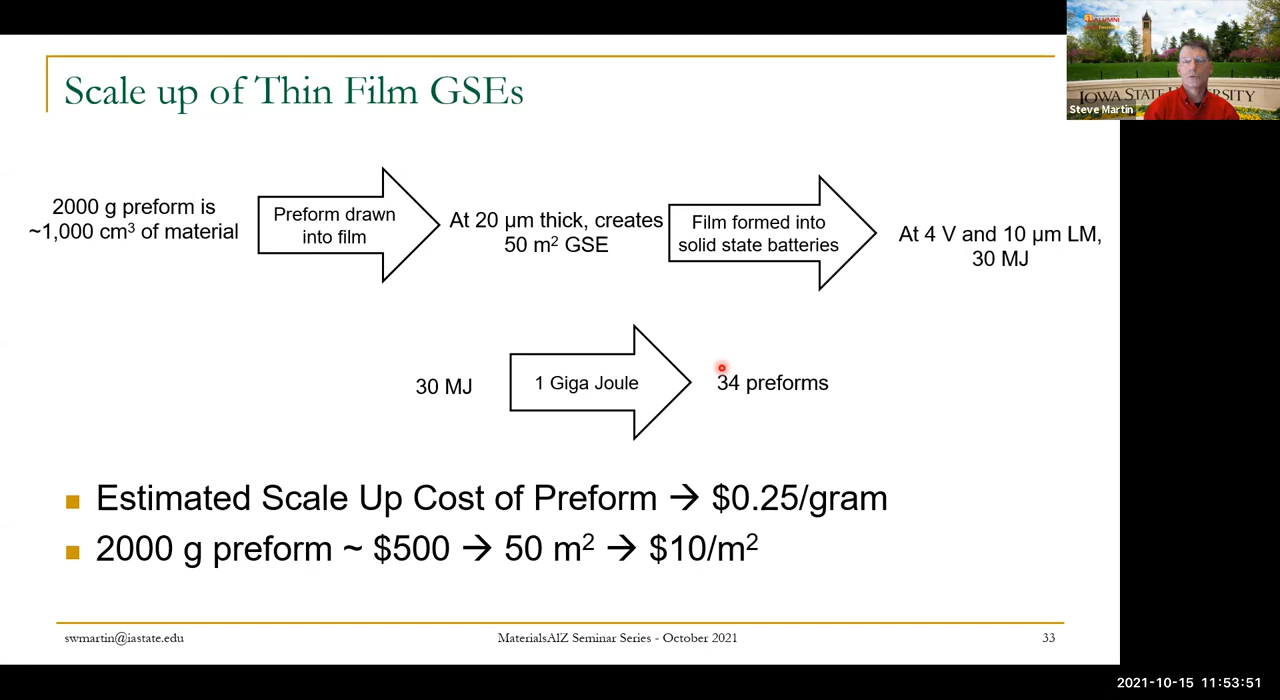 Scale up of Thin Film GSEs
ALUMNI
IOWA STATE UNIVERSITY
Steve Martin
2000 g preform is
~1,000 cm³ of material
Preform drawn
into film
At 20 µm thick, creates
50 m² GSE
Film formed into
solid state batteries
At 4 V and 10 µm LM,
30 MJ
30 MJ
1 Giga Joule
34 preforms
■ Estimated Scale Up Cost of Preform → $0.25/gram
■ 2000 g preform ~ $500 → 50 m² → $10/m²
swmartin@iastate.edu
MaterialsAlZ Seminar Series - October 2021
33
2021-10-15 11:53:51